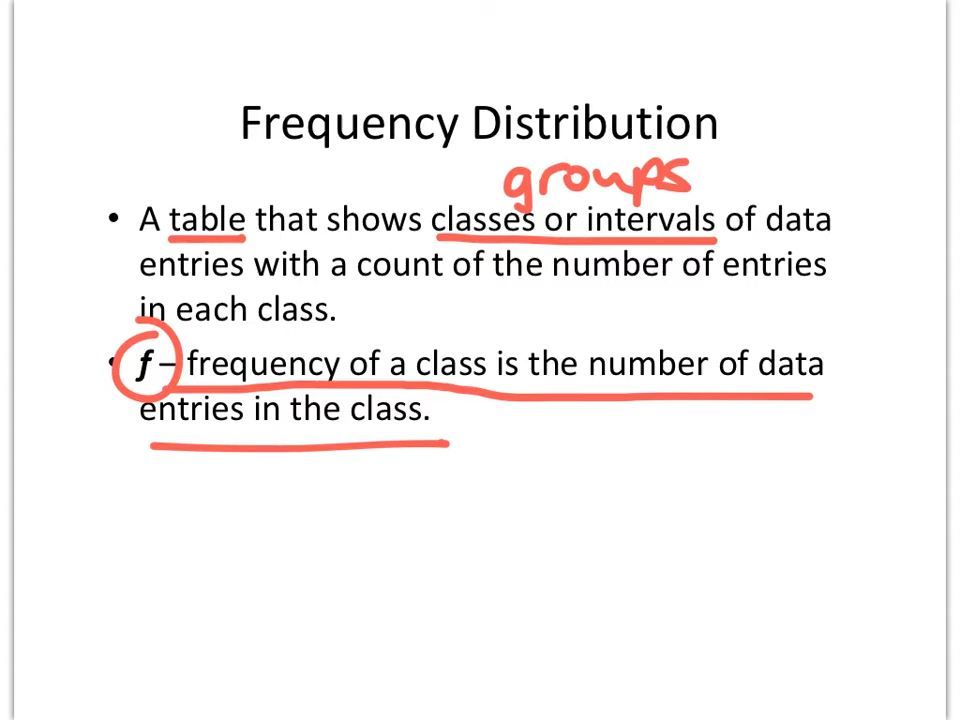 Frequency Distribution
groups
• A table that shows classes or intervals of data
entries with a count of the number of entries
in each class.
• f – frequency of a class is the number of data
entries in the class.